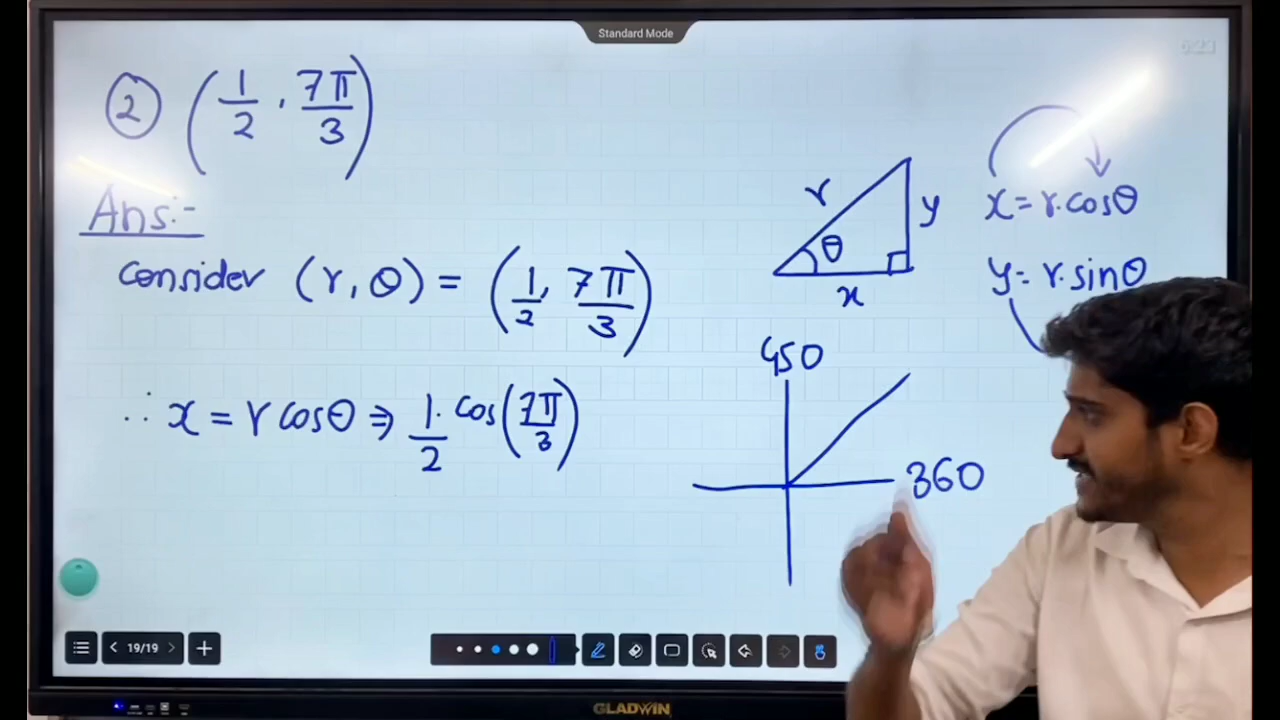 Standard Mode
② (1/2, 7π/3)
Ans:-
Consider (r, θ) = (1/2, 7π/3)
∴ x = r cosθ ⇒ 1/2 · cos(7π/3)
r
θ
y
x
x = r·cosθ
y = r·sinθ
450
360
19/19
GLADWIN